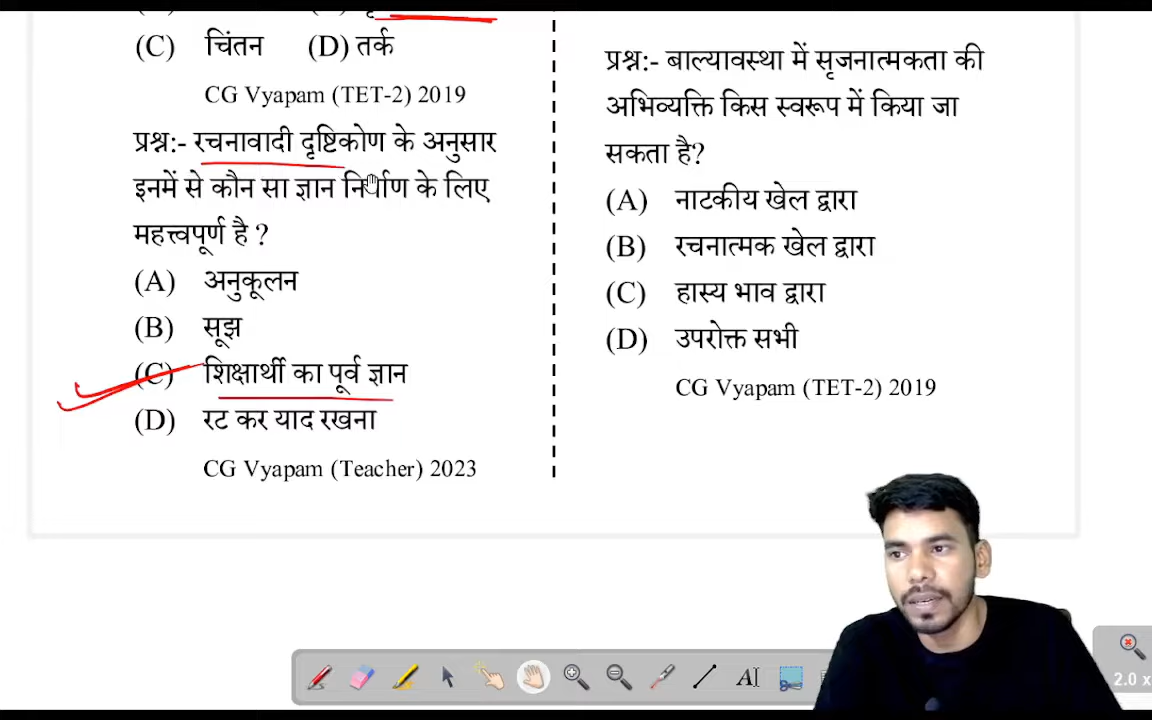 (C) चिंतन (D) तर्क
CG Vyapam (TET-2) 2019
प्रश्न:- रचनावादी दृष्टिकोण के अनुसार
इनमें से कौन सा ज्ञान निर्माण के लिए
महत्त्वपूर्ण है ?
(A) अनुकूलन
(B) सूझ
(C) शिक्षार्थी का पूर्व ज्ञान
(D) रट कर याद रखना
CG Vyapam (Teacher) 2023
प्रश्न:- बाल्यावस्था में सृजनात्मकता की
अभिव्यक्ति किस स्वरूप में किया जा
सकता है?
(A) नाटकीय खेल द्वारा
(B) रचनात्मक खेल द्वारा
(C) हास्य भाव द्वारा
(D) उपरोक्त सभी
CG Vyapam (TET-2) 2019
AI
2.0 x